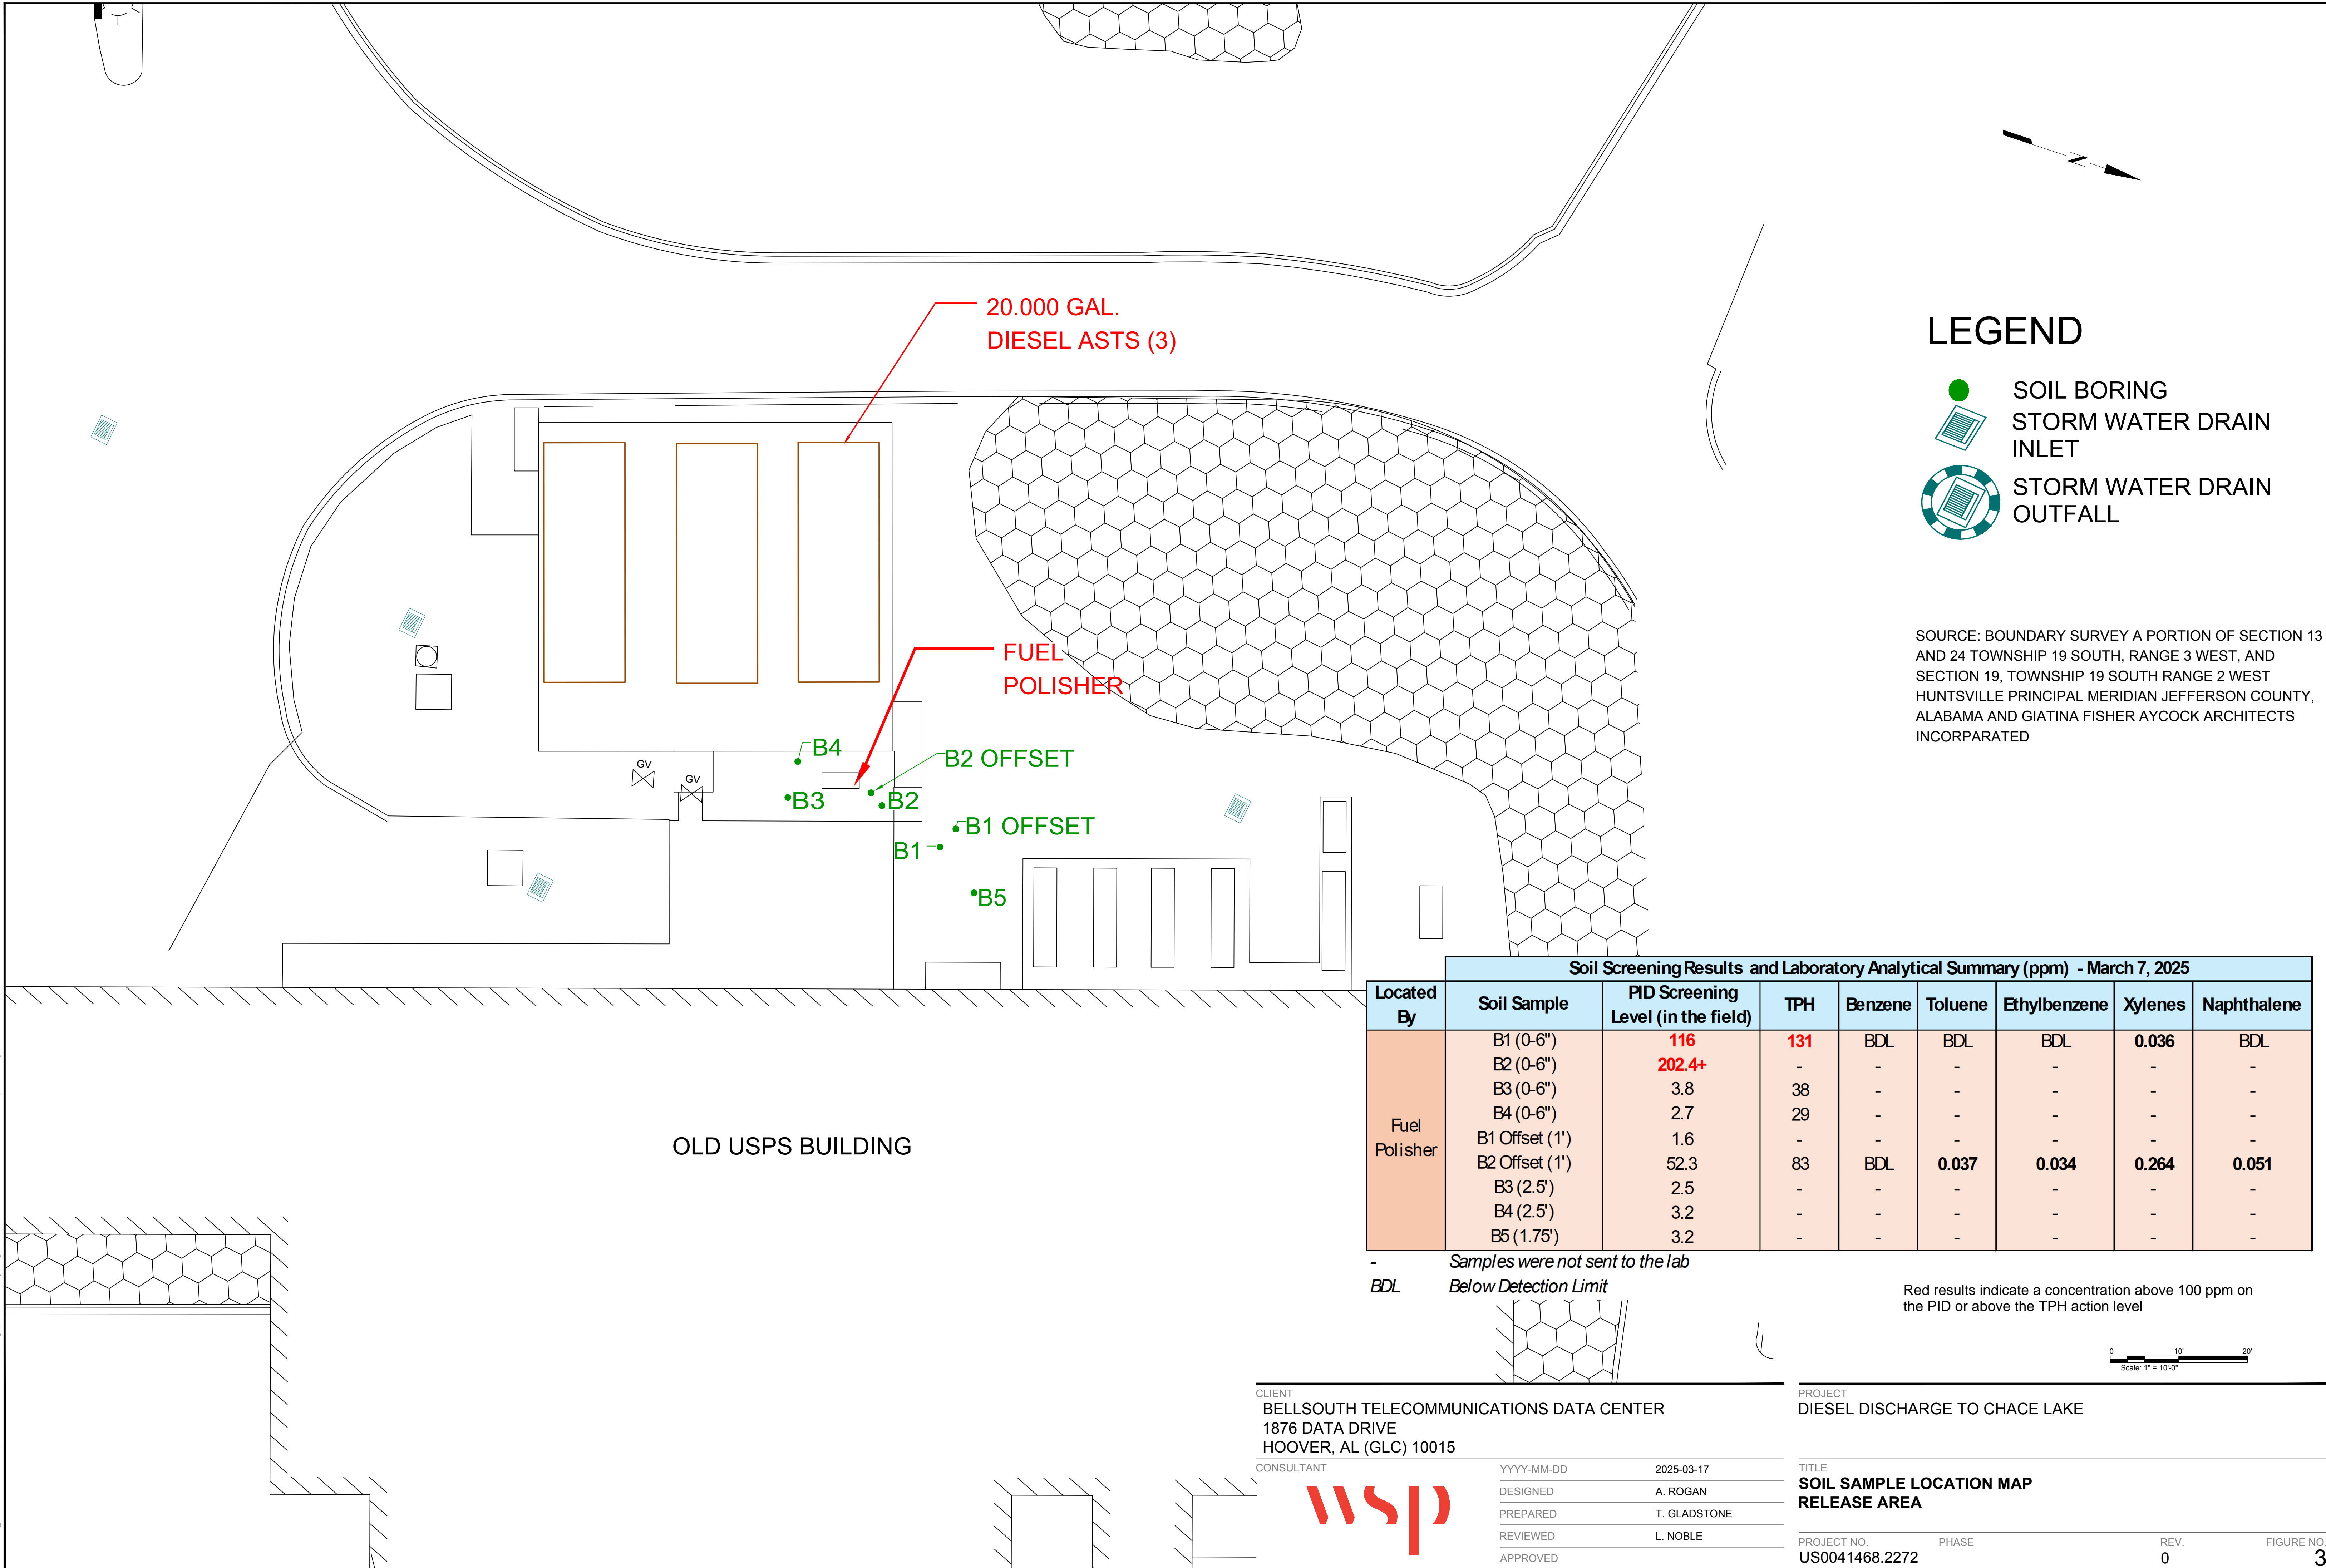 20.000 GAL.
DIESEL ASTS (3)
LEGEND
SOIL BORING
STORM WATER DRAIN
INLET
STORM WATER DRAIN
OUTFALL
SOURCE: BOUNDARY SURVEY A PORTION OF SECTION 13
AND 24 TOWNSHIP 19 SOUTH, RANGE 3 WEST, AND
SECTION 19, TOWNSHIP 19 SOUTH RANGE 2 WEST
HUNTSVILLE PRINCIPAL MERIDIAN JEFFERSON COUNTY,
ALABAMA AND GIATINA FISHER AYCOCK ARCHITECTS
INCORPARATED
N
FUEL
POLISHER
B4
B2 OFFSET
GV
GV
B3
B2
B1 OFFSET
B1
B5
OLD USPS BUILDING
Soil Screening Results and Laboratory Analytical Summary (ppm) - March 7, 2025
Located By Soil Sample PID Screening Level (in the field) TPH Benzene Toluene Ethylbenzene Xylenes Naphthalene
Fuel Polisher
B1 (0-6") 116 131 BDL BDL BDL 0.036 BDL
B2 (0-6") 202.4+ - - - - - -
B3 (0-6") 3.8 38 - - - - -
B4 (0-6") 2.7 29 - - - - -
B1 Offset (1') 1.6 - - - - - -
B2 Offset (1') 52.3 83 BDL 0.037 0.034 0.264 0.051
B3 (2.5') 2.5 - - - - - -
B4 (2.5') 3.2 - - - - - -
B5 (1.75') 3.2 - - - - - -
- Samples were not sent to the lab
BDL Below Detection Limit
Red results indicate a concentration above 100 ppm on
the PID or above the TPH action level
0 10' 20'
Scale: 1" = 10'-0"
CLIENT
BELLSOUTH TELECOMMUNICATIONS DATA CENTER
1876 DATA DRIVE
HOOVER, AL (GLC) 10015
PROJECT
DIESEL DISCHARGE TO CHACE LAKE
CONSULTANT
wsp
YYYY-MM-DD 2025-03-17
DESIGNED A. ROGAN
PREPARED T. GLADSTONE
REVIEWED L. NOBLE
APPROVED
TITLE
SOIL SAMPLE LOCATION MAP
RELEASE AREA
PROJECT NO. PHASE REV. FIGURE NO.
US0041468.2272 0 3